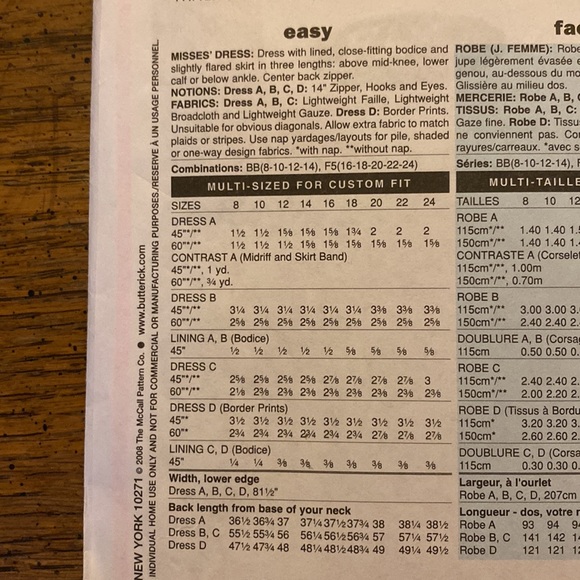 easy
MISSES' DRESS: Dress with lined, close-fitting bodice and
slightly flared skirt in three lengths: above mid-knee, lower
calf or below ankle. Center back zipper.
NOTIONS: Dress A, B, C, D: 14" Zipper, Hooks and Eyes.
FABRICS: Dress A, B, C: Lightweight Faille, Lightweight
Broadcloth and Lightweight Gauze. Dress D: Border Prints.
Unsuitable for obvious diagonals. Allow extra fabric to match
plaids or stripes. Use nap yardages/layouts for pile, shaded
or one-way design fabrics. *with nap. **without nap.
Combinations: BB(8-10-12-14), F5(16-18-20-22-24)
MULTI-SIZED FOR CUSTOM FIT
SIZES 8 10 12 14 16 18 20 22 24
DRESS A
45"*/** 1½ 1½ 1⅝ 1⅝ 1⅝ 1¾ 2 2 2
60"*/** 1½ 1½ 1½ 1⅝ 1⅝ 1⅝ 1⅝ 1⅝ 1⅝
CONTRAST A (Midriff and Skirt Band)
45"*/**, 1 yd.
60"*/**, ¾ yd.
DRESS B
45"*/** 3¼ 3¼ 3¼ 3¼ 3¼ 3¼ 3⅜ 3⅜ 3⅜
60"*/** 2⅝ 2⅝ 2⅝ 2⅝ 2⅝ 2⅝ 2⅝ 2⅝ 2⅝
LINING A, B (Bodice)
45" ½ ½ ½ ½ ½ ⅝ ⅝ ⅝ ⅝
DRESS C
45"*/** 2⅝ 2⅝ 2⅝ 2⅝ 2⅞ 2⅞ 2⅞ 2⅞ 3
60"*/** 2⅛ 2⅜ 2⅜ 2⅜ 2⅜ 2⅜ 2⅜ 2⅜ 2⅜
DRESS D (Border Prints)
45"** 3½ 3½ 3½ 3½ 3½ 3½ 3½ 3½ 3½
60"** 2¾ 2¾ 2¾ 2¾ 2¾ 2¾ 2⅞ 2⅞ 2⅞
LINING C, D (Bodice)
45" ¼ ¼ ⅜ ⅜ ⅜ ⅜ ⅜ ⅜ ⅜
Width, lower edge
Dress A, B, C, D, 81½"
Back length from base of your neck
Dress A 36½ 36¾ 37 37¼ 37½ 37¾ 38 38¼ 38½
Dress B, C 55½ 55¾ 56 56¼ 56½ 56¾ 57 57¼ 57½
Dress D 47½ 47¾ 48 48¼ 48½ 48¾ 49 49¼ 49½
NEW YORK 10271 © 2008 The McCall Pattern Co. ● www.butterick.com
INDIVIDUAL HOME USE ONLY AND NOT FOR COMMERCIAL OR MANUFACTURING PURPOSES./RÉSERVÉ À UN USAGE PERSONNEL.
fac
ROBE (J. FEMME): Robe
jupe légèrement évasée e
genou, au-dessous du mo
Glissière au milieu dos.
MERCERIE: Robe A, B, C
TISSUS: Robe A, B, C:
Gaze fine. Robe D: Tissu
ne conviennent pas. Com
rayures/carreaux. *avec s
Séries: BB(8-10-12-14), F
MULTI-TAILLE
TAILLES 8 10 12
ROBE A
115cm*/** 1.40 1.40 1.5
150cm*/** 1.40 1.40 1.4
CONTRASTE A (Corselet
115cm*/**, 1.00m
150cm*/**, 0.70m
ROBE B
115cm*/** 3.00 3.00 3.
150cm*/** 2.40 2.40 2.
DOUBLURE A, B (Corsag
115cm 0.50 0.50 0.
ROBE C
115cm*/** 2.40 2.40 2.
150cm*/** 2.00 2.20 2.
ROBE D (Tissus à Bordu
115cm* 3.20 3.20 3.
150cm* 2.60 2.60 2.
DOUBLURE C, D (Corsa
115cm 0.30 0.30 0.
Largeur, à l'ourlet
Robe A, B, C, D, 207cm
Longueur - dos, votre n
Robe A 93 94 94
Robe B, C 141 142 14
Robe D 121 121 12